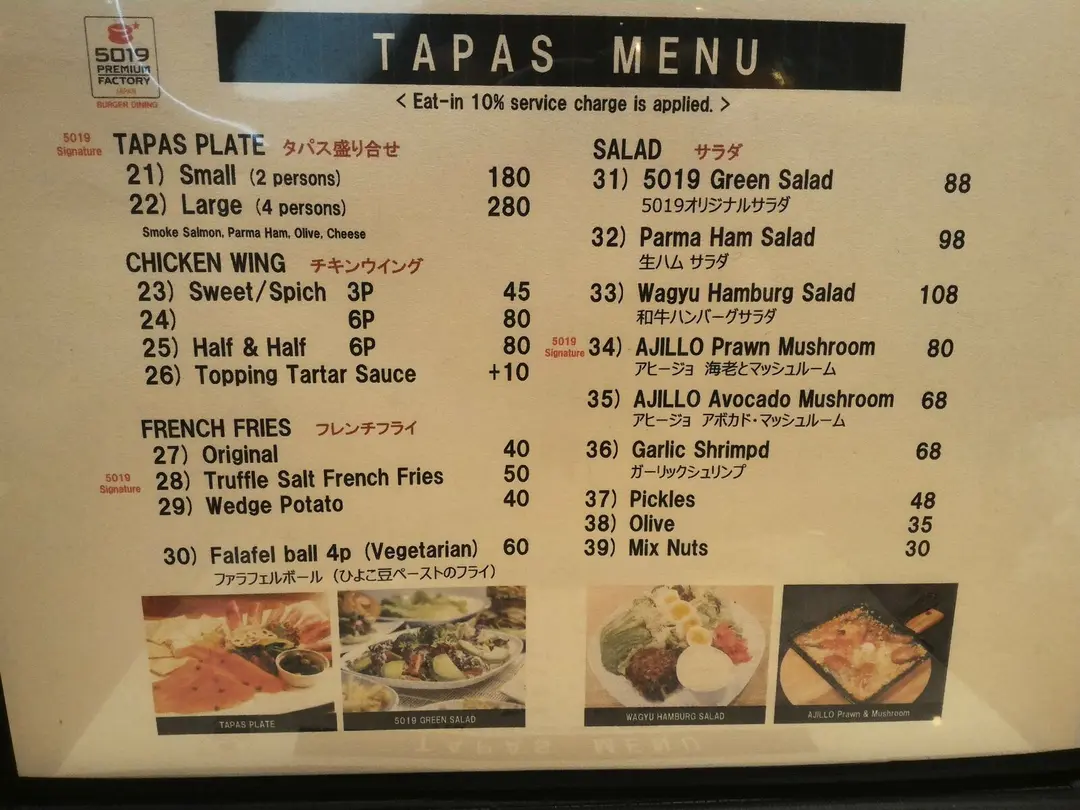 5019
PREMIUM
FACTORY
JAPAN
BURGER DINING
TAPAS MENU
< Eat-in 10% service charge is applied. >
5019
Signature
TAPAS PLATE タパス盛り合せ
21) Small (2 persons) 180
22) Large (4 persons) 280
Smoke Salmon, Parma Ham, Olive, Cheese
CHICKEN WING チキンウイング
23) Sweet/Spich 3P 45
24) 6P 80
25) Half & Half 6P 80
26) Topping Tartar Sauce +10
FRENCH FRIES フレンチフライ
27) Original 40
5019
Signature
28) Truffle Salt French Fries 50
29) Wedge Potato 40
30) Falafel ball 4p (Vegetarian) 60
ファラフェルボール (ひよこ豆ペーストのフライ)
SALAD サラダ
31) 5019 Green Salad 88
5019オリジナルサラダ
32) Parma Ham Salad 98
生ハム サラダ
33) Wagyu Hamburg Salad 108
和牛ハンバーグサラダ
5019
Signature
34) AJILLO Prawn Mushroom 80
アヒージョ 海老とマッシュルーム
35) AJILLO Avocado Mushroom 68
アヒージョ アボカド・マッシュルーム
36) Garlic Shrimpd 68
ガーリックシュリンプ
37) Pickles 48
38) Olive 35
39) Mix Nuts 30
TAPAS PLATE
5019 GREEN SALAD
WAGYU HAMBURG SALAD
AJILLO Prawn & Mushroom